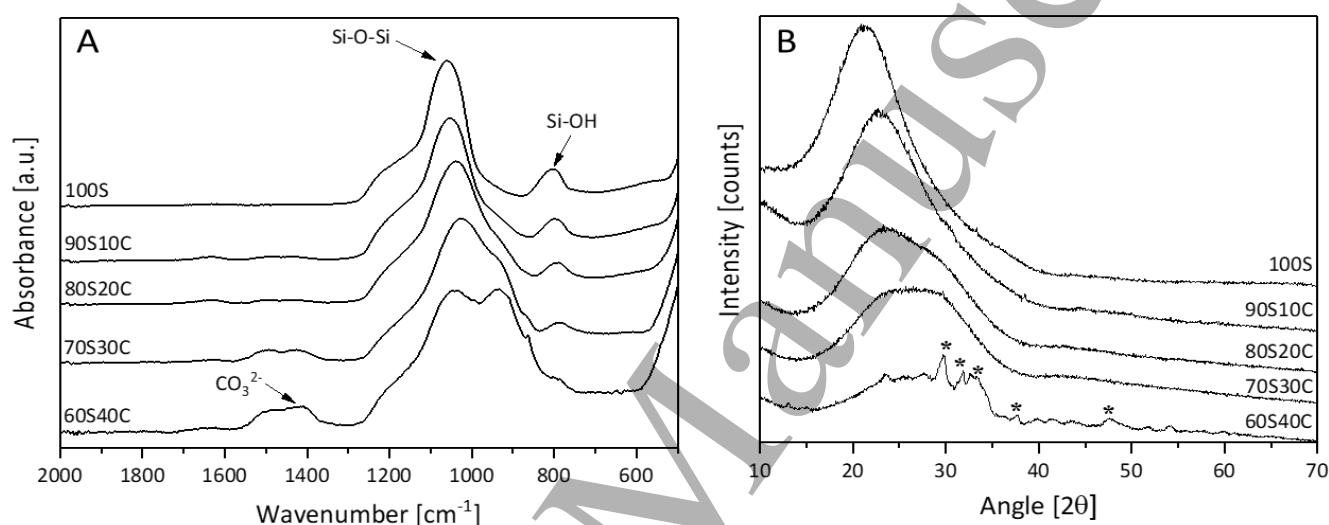 A
Si-O-Si
Si-OH
100S
90S10C
80S20C
70S30C
CO₃²⁻
60S40C
Absorbance [a.u.]
2000 1800 1600 1400 1200 1000 800 600
Wavenumber [cm⁻¹]
B
100S
90S10C
80S20C
* * *
70S30C
* *
60S40C
Intensity [counts]
10 20 30 40 50 60 70
Angle [2θ]
Manusc